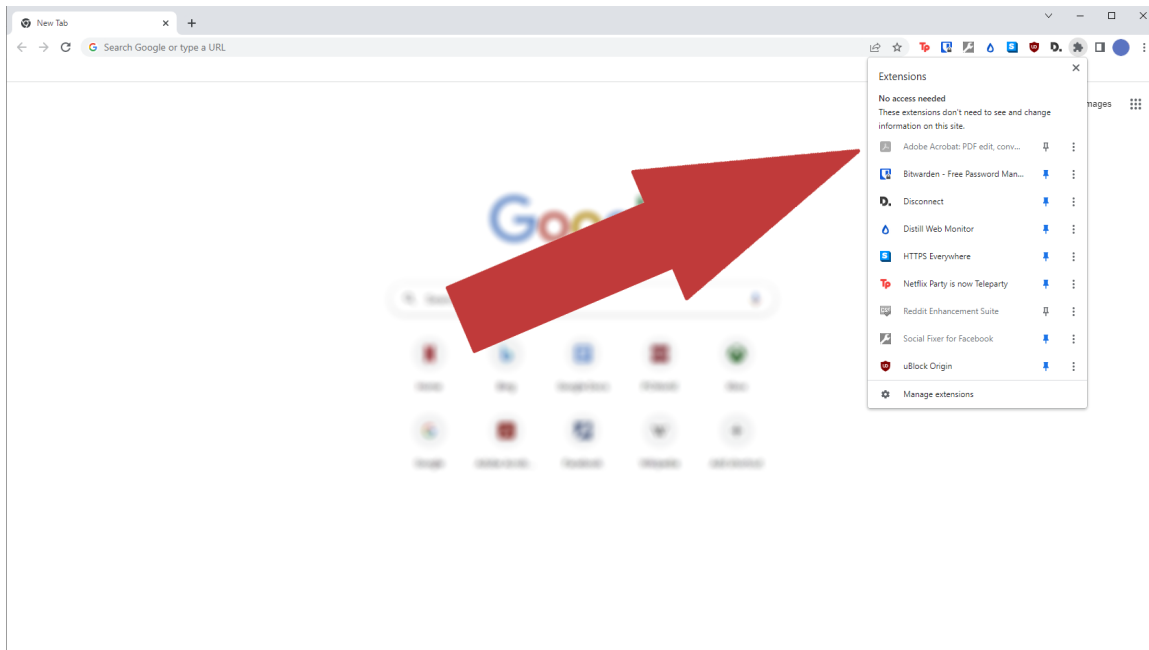 New Tab
Search Google or type a URL
Extensions
No access needed
These extensions don't need to see and change
information on this site.
Adobe Acrobat: PDF edit, conv...
Bitwarden - Free Password Man...
Disconnect
Distill Web Monitor
HTTPS Everywhere
Netflix Party is now Teleparty
Reddit Enhancement Suite
Social Fixer for Facebook
uBlock Origin
Manage extensions